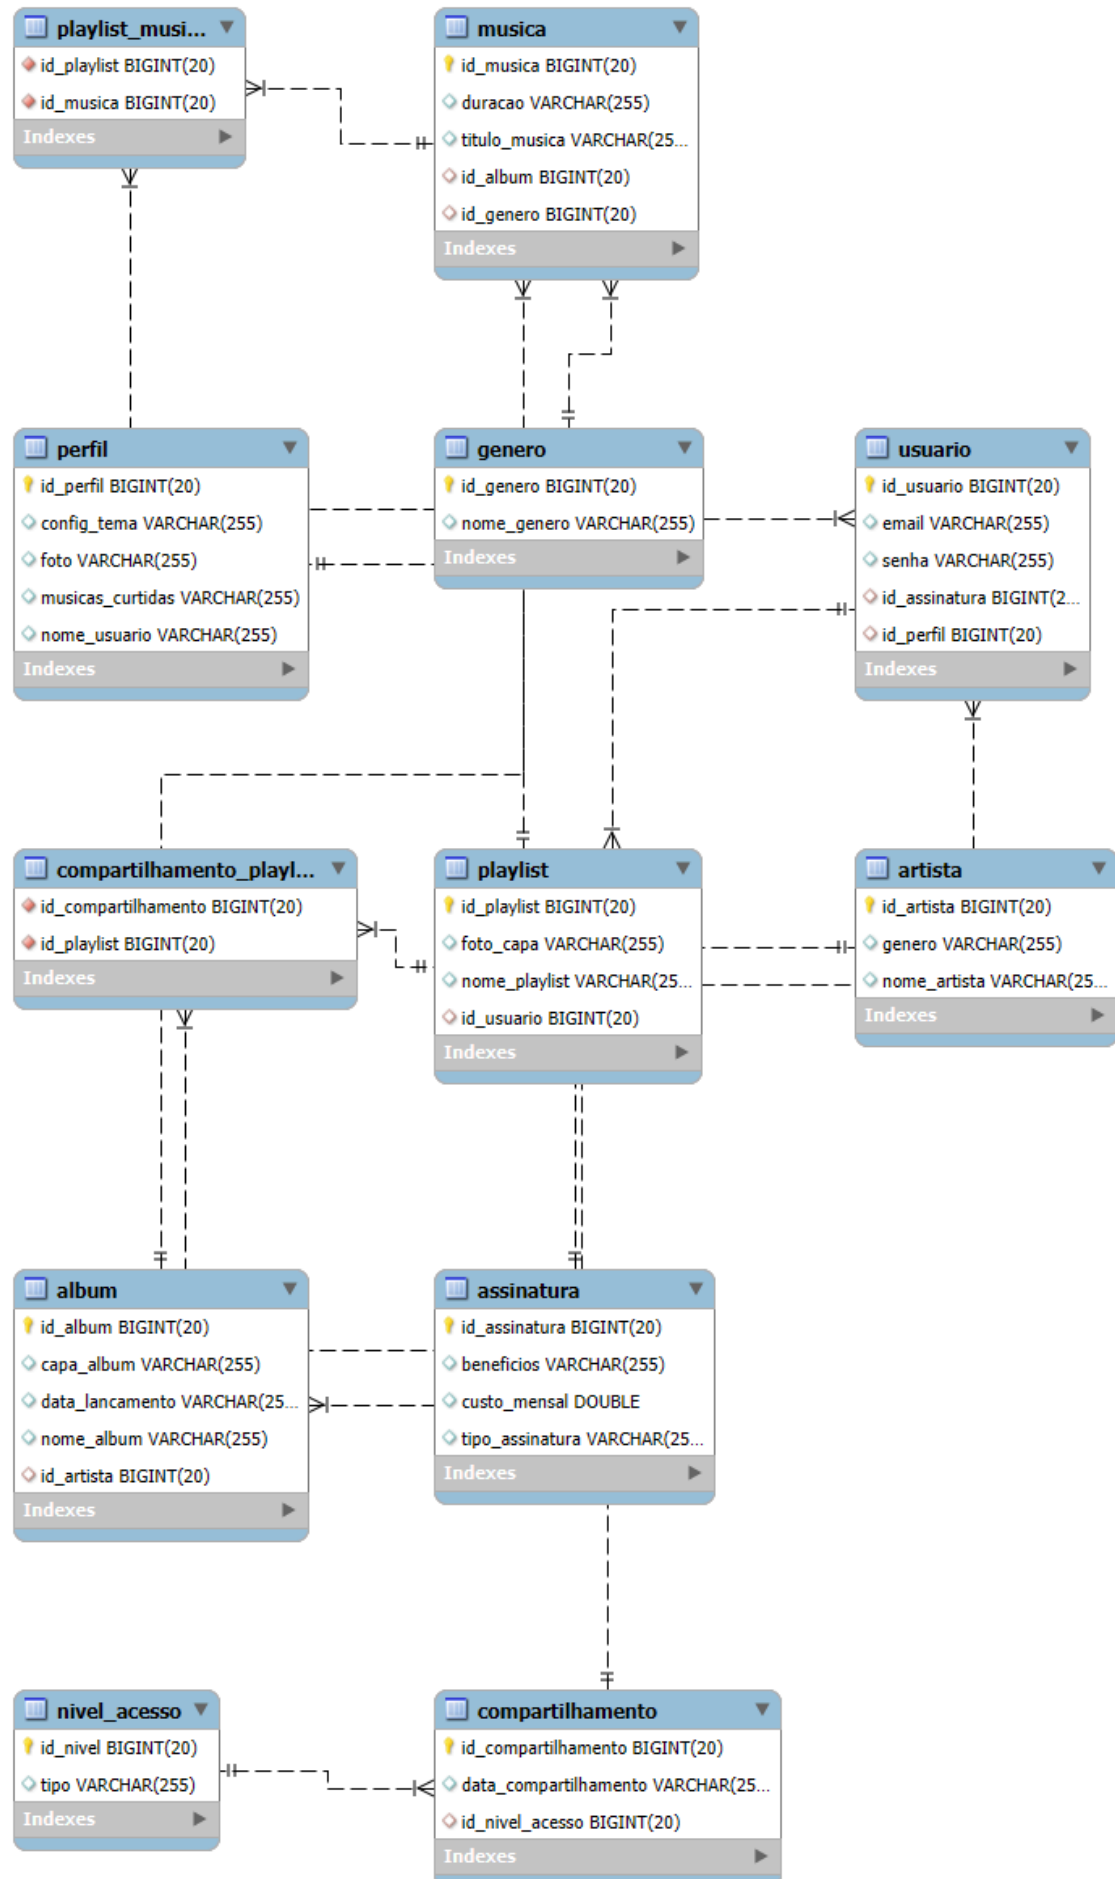 playlist_musi...
id_playlist BIGINT(20)
id_musica BIGINT(20)
Indexes
musica
id_musica BIGINT(20)
duracao VARCHAR(255)
titulo_musica VARCHAR(25...
id_album BIGINT(20)
id_genero BIGINT(20)
Indexes
perfil
id_perfil BIGINT(20)
config_tema VARCHAR(255)
foto VARCHAR(255)
musicas_curtidas VARCHAR(255)
nome_usuario VARCHAR(255)
Indexes
genero
id_genero BIGINT(20)
nome_genero VARCHAR(255)
Indexes
usuario
id_usuario BIGINT(20)
email VARCHAR(255)
senha VARCHAR(255)
id_assinatura BIGINT(2...
id_perfil BIGINT(20)
Indexes
compartilhamento_playl...
id_compartilhamento BIGINT(20)
id_playlist BIGINT(20)
Indexes
playlist
id_playlist BIGINT(20)
foto_capa VARCHAR(255)
nome_playlist VARCHAR(25...
id_usuario BIGINT(20)
Indexes
artista
id_artista BIGINT(20)
genero VARCHAR(255)
nome_artista VARCHAR(25...
Indexes
album
id_album BIGINT(20)
capa_album VARCHAR(255)
data_lancamento VARCHAR(25...
nome_album VARCHAR(255)
id_artista BIGINT(20)
Indexes
assinatura
id_assinatura BIGINT(20)
beneficios VARCHAR(255)
custo_mensal DOUBLE
tipo_assinatura VARCHAR(25...
Indexes
nivel_acesso
id_nivel BIGINT(20)
tipo VARCHAR(255)
Indexes
compartilhamento
id_compartilhamento BIGINT(20)
data_compartilhamento VARCHAR(25...
id_nivel_acesso BIGINT(20)
Indexes